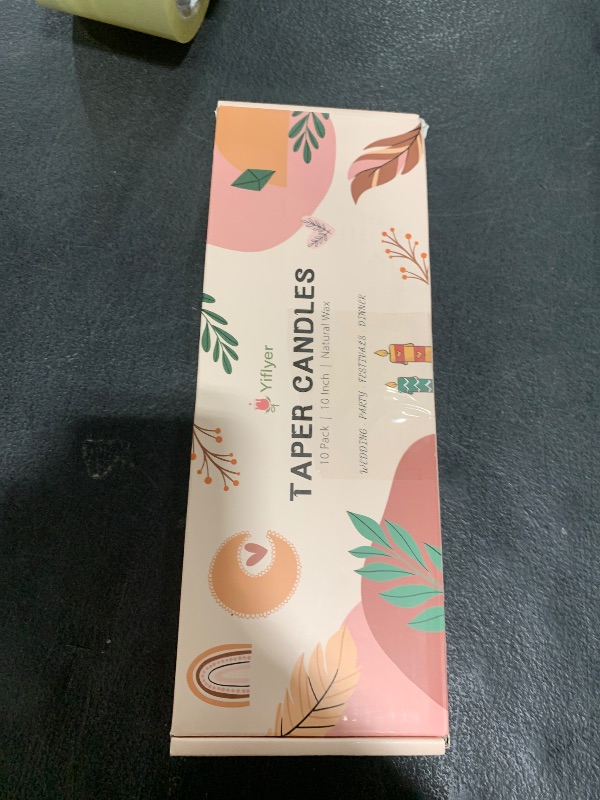 Yiflyer
TAPER CANDLES
10 Pack | 10 Inch | Natural Wax
WEDDING PARTY FESTIVALS DINNER